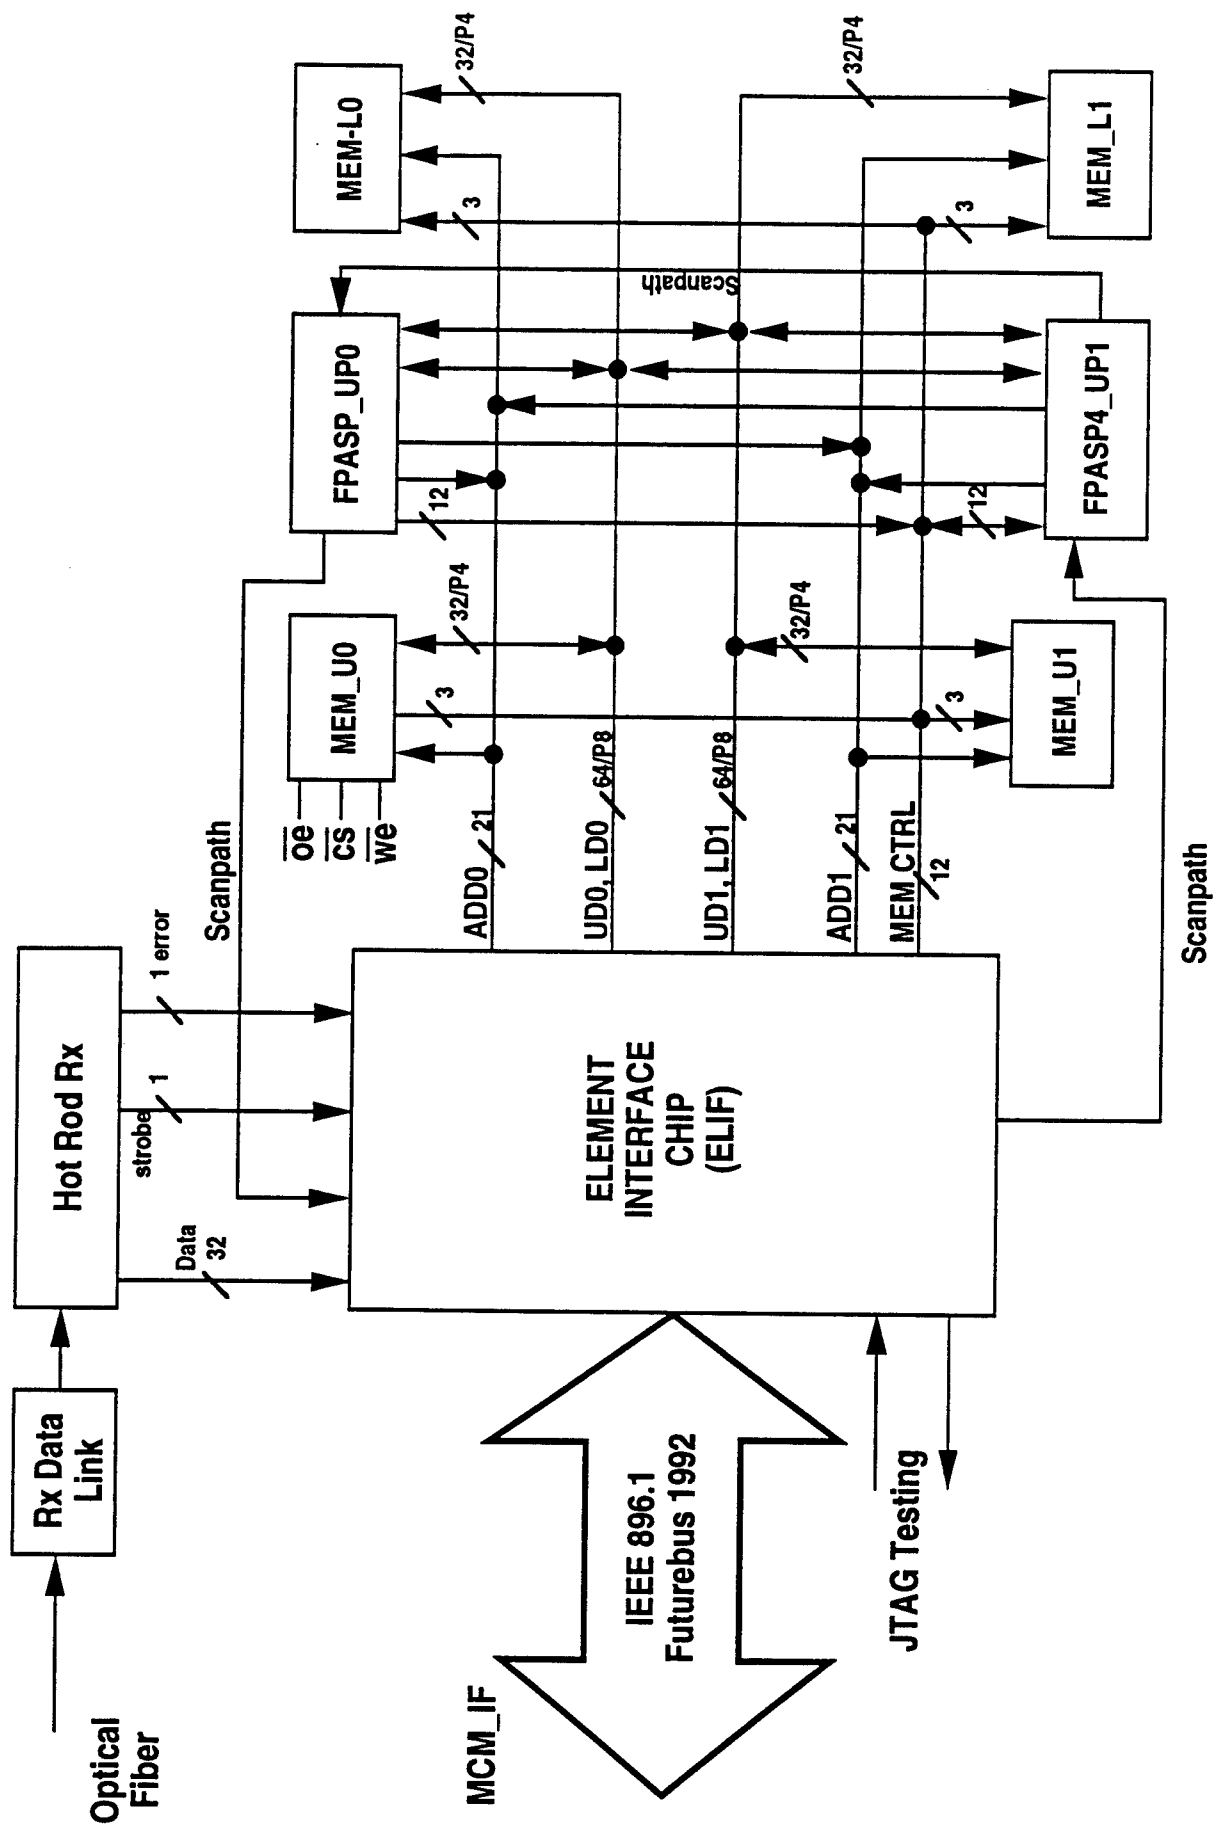 Optical
Fiber
Rx Data
Link
Hot Rod Rx
Data
32
strobe
1
1 error
Scanpath
MCM_IF
IEEE 896.1
Futurebus 1992
JTAG Testing
ELEMENT
INTERFACE
CHIP
(ELIF)
ADD0
21
UD0, LD0
64/P8
UD1, LD1
64/P8
ADD1
21
MEM CTRL
12
oe
cs
we
MEM_U0
3
32/P4
FPASP_UP0
12
MEM-L0
3
32/P4
Scanpath
MEM_U1
3
32/P4
FPASP4_UP1
12
MEM_L1
3
32/P4
Scanpath